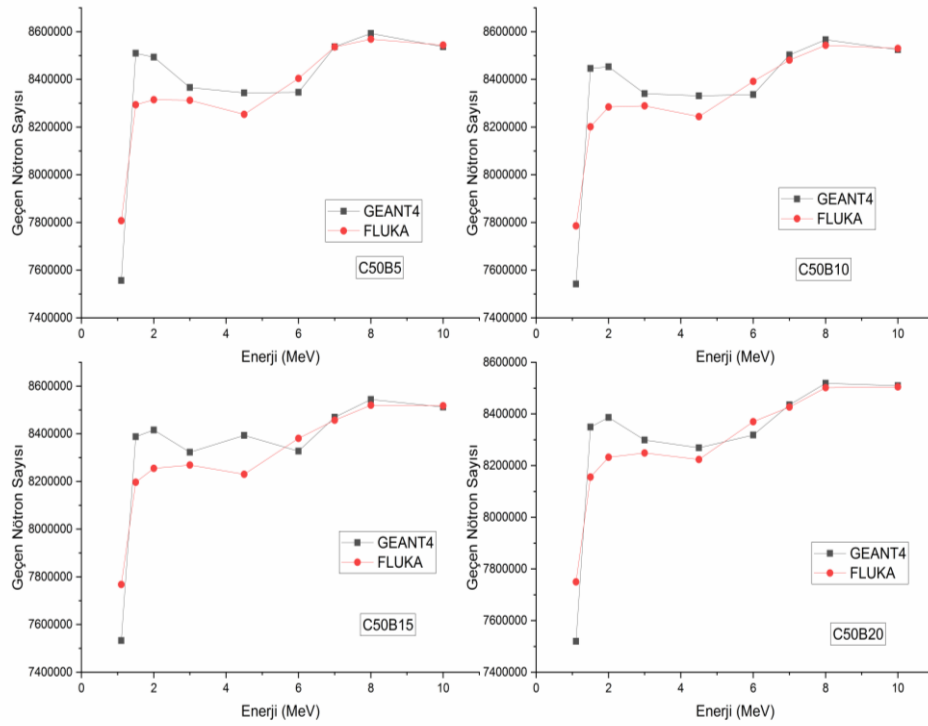 8600000
8400000
8200000
8000000
7800000
7600000
7400000
Geçen Nötron Sayısı
GEANT4
FLUKA
C50B5
0 2 4 6 8 10
Enerji (MeV)
8600000
8400000
8200000
8000000
7800000
7600000
7400000
Geçen Nötron Sayısı
GEANT4
FLUKA
C50B10
0 2 4 6 8 10
Enerji (MeV)
8600000
8400000
8200000
8000000
7800000
7600000
7400000
Geçen Nötron Sayısı
GEANT4
FLUKA
C50B15
0 2 4 6 8 10
Enerji (MeV)
8600000
8400000
8200000
8000000
7800000
7600000
7400000
Geçen Nötron Sayısı
GEANT4
FLUKA
C50B20
0 2 4 6 8 10
Enerji (MeV)